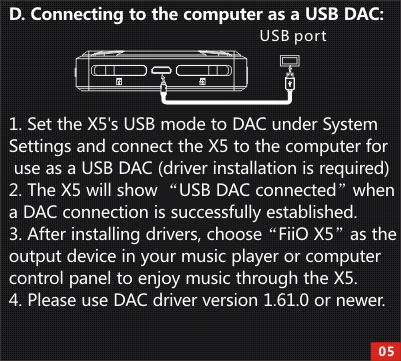 D. Connecting to the computer as a USB DAC:
USB port
1. Set the X5's USB mode to DAC under System
Settings and connect the X5 to the computer for
use as a USB DAC (driver installation is required)
2. The X5 will show “USB DAC connected” when
a DAC connection is successfully established.
3. After installing drivers, choose “FiiO X5” as the
output device in your music player or computer
control panel to enjoy music through the X5.
4. Please use DAC driver version 1.61.0 or newer.
05